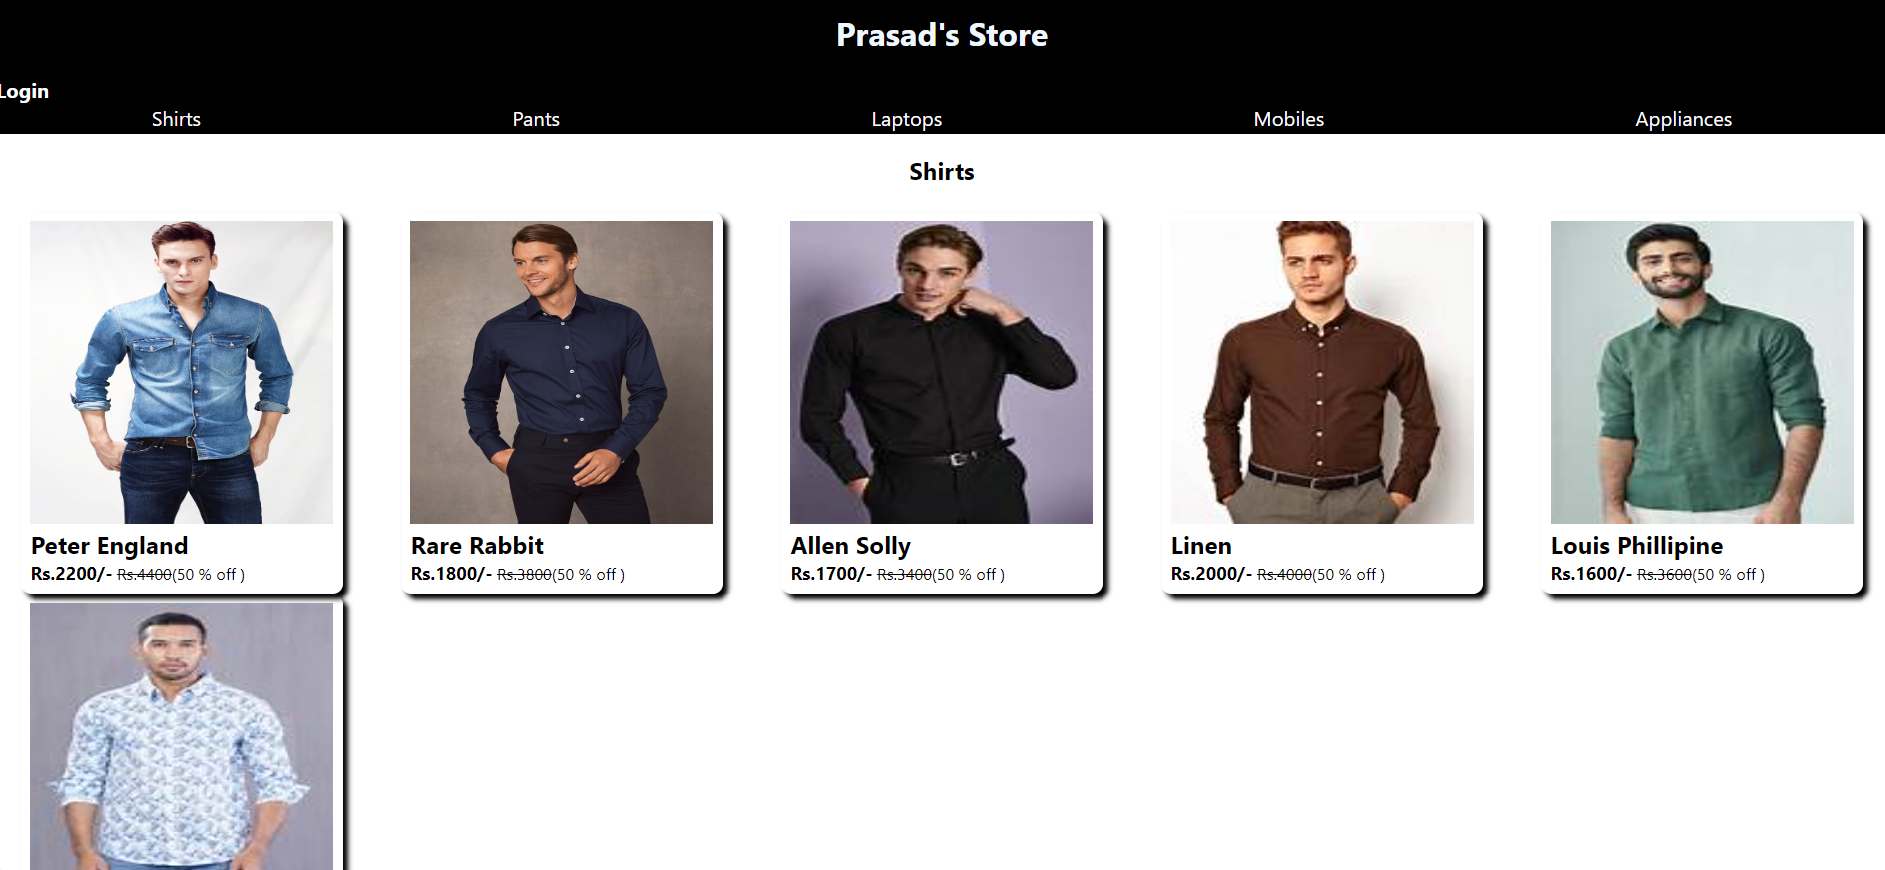 Prasad's Store
Login
Shirts Pants Laptops Mobiles Appliances
Shirts
Peter England
Rs.2200/- Rs.4400(50 % off )
Rare Rabbit
Rs.1800/- Rs.3800(50 % off )
Allen Solly
Rs.1700/- Rs.3400(50 % off )
Linen
Rs.2000/- Rs.4000(50 % off )
Louis Phillipine
Rs.1600/- Rs.3600(50 % off )